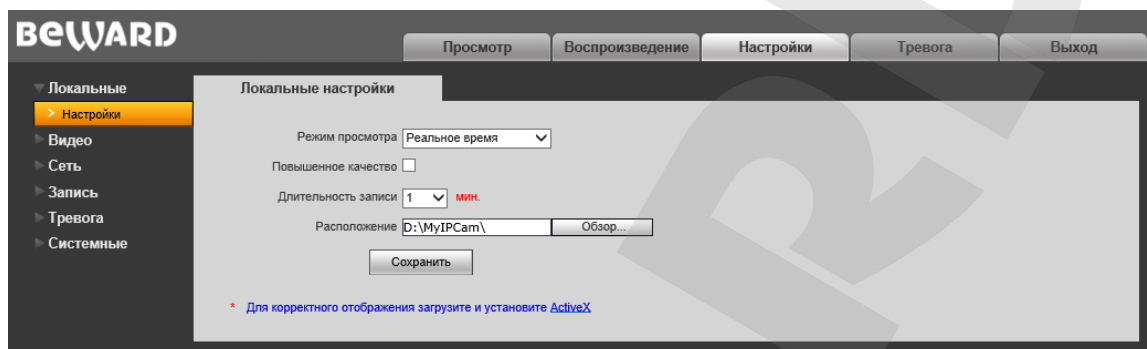 BEWARD
Просмотр Воспроизведение Настройки Тревога Выход
Локальные
> Настройки
Видео
Сеть
Запись
Тревога
Системные
Локальные настройки
Режим просмотра Реальное время
Повышенное качество
Длительность записи 1 мин.
Расположение D:\MyIPCam\ Обзор...
Сохранить
* Для корректного отображения загрузите и установите ActiveX